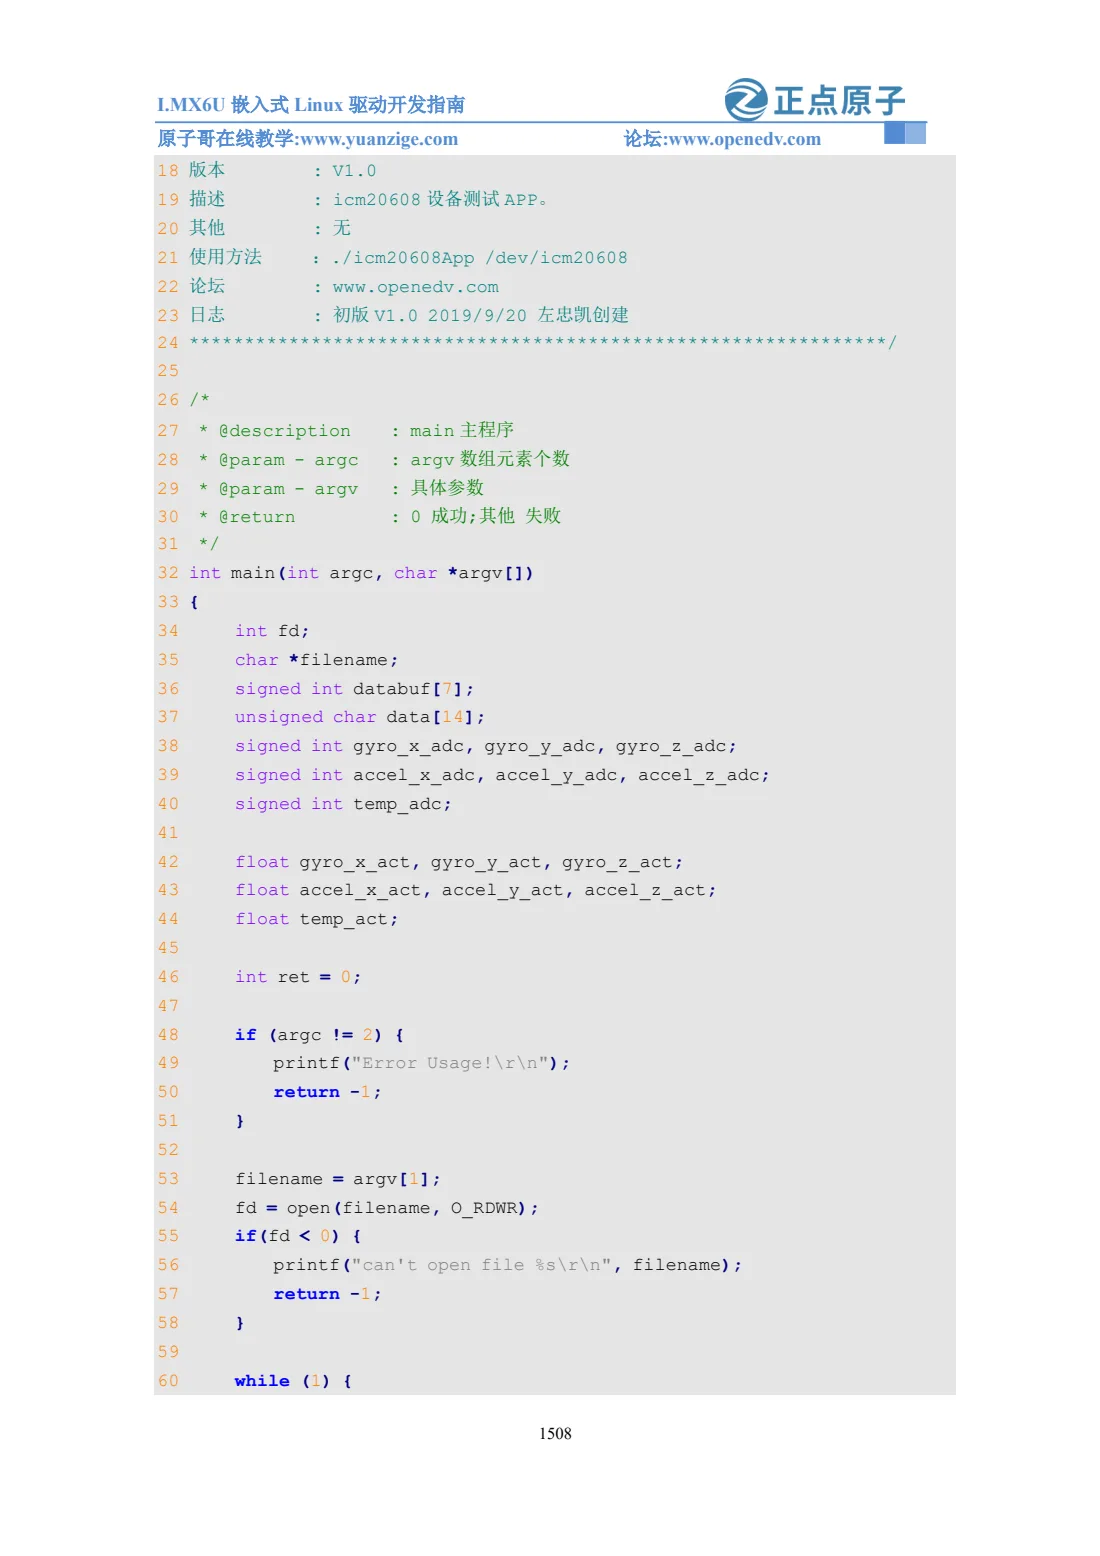 I.MX6U 嵌入式 Linux 驱动开发指南
正点原子
原子哥在线教学:www.yuanzige.com 论坛:www.openedv.com
18 版本 : V1.0
19 描述 : icm20608 设备测试 APP。
20 其他 : 无
21 使用方法 : ./icm20608App /dev/icm20608
22 论坛 : www.openedv.com
23 日志 : 初版 V1.0 2019/9/20 左忠凯创建
24 ***************************************************************/
25
26 /*
27 * @description : main 主程序
28 * @param - argc : argv 数组元素个数
29 * @param - argv : 具体参数
30 * @return : 0 成功;其他 失败
31 */
32 int main(int argc, char *argv[])
33 {
34 int fd;
35 char *filename;
36 signed int databuf[7];
37 unsigned char data[14];
38 signed int gyro_x_adc, gyro_y_adc, gyro_z_adc;
39 signed int accel_x_adc, accel_y_adc, accel_z_adc;
40 signed int temp_adc;
41
42 float gyro_x_act, gyro_y_act, gyro_z_act;
43 float accel_x_act, accel_y_act, accel_z_act;
44 float temp_act;
45
46 int ret = 0;
47
48 if (argc != 2) {
49 printf("Error Usage!\r\n");
50 return -1;
51 }
52
53 filename = argv[1];
54 fd = open(filename, O_RDWR);
55 if(fd < 0) {
56 printf("can't open file %s\r\n", filename);
57 return -1;
58 }
59
60 while (1) {
1508